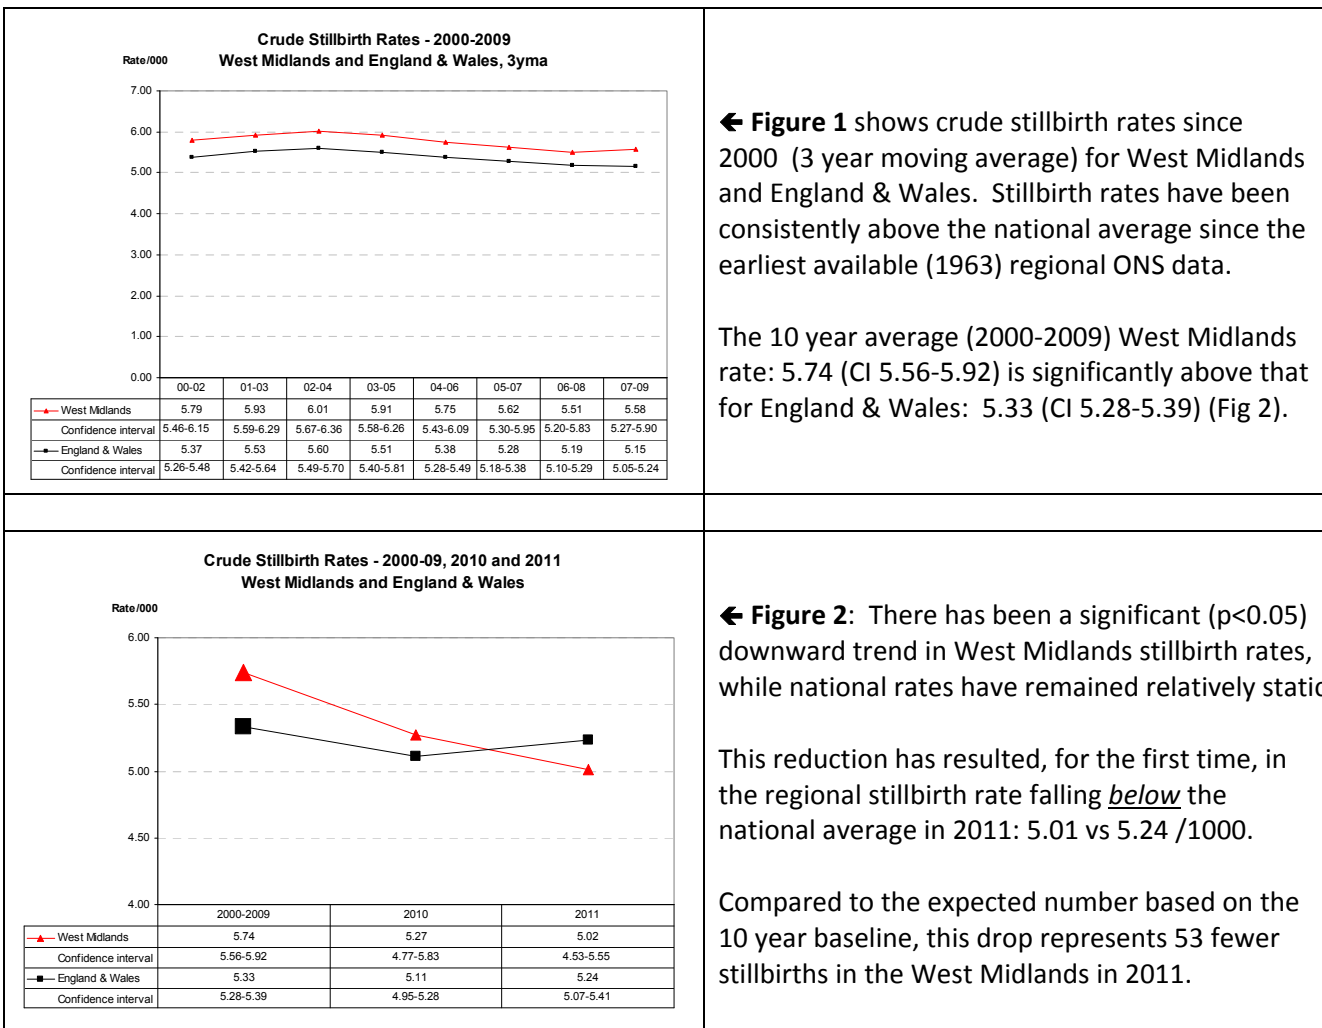 Crude Stillbirth Rates - 2000-2009
West Midlands and England & Wales, 3yma
Rate/000
7.00
6.00
5.00
4.00
3.00
2.00
1.00
0.00
00-02 01-03 02-04 03-05 04-06 05-07 06-08 07-09
West Midlands 5.79 5.93 6.01 5.91 5.75 5.62 5.51 5.58
Confidence interval 5.46-6.15 5.59-6.29 5.67-6.36 5.58-6.26 5.43-6.09 5.30-5.95 5.20-5.83 5.27-5.90
England & Wales 5.37 5.53 5.60 5.51 5.38 5.28 5.19 5.15
Confidence interval 5.26-5.48 5.42-5.64 5.49-5.70 5.40-5.81 5.28-5.49 5.18-5.38 5.10-5.29 5.05-5.24
← Figure 1 shows crude stillbirth rates since
2000 (3 year moving average) for West Midlands
and England & Wales. Stillbirth rates have been
consistently above the national average since the
earliest available (1963) regional ONS data.
The 10 year average (2000-2009) West Midlands
rate: 5.74 (CI 5.56-5.92) is significantly above that
for England & Wales: 5.33 (CI 5.28-5.39) (Fig 2).
Crude Stillbirth Rates - 2000-09, 2010 and 2011
West Midlands and England & Wales
Rate/000
6.00
5.50
5.00
4.50
4.00
2000-2009 2010 2011
West Midlands 5.74 5.27 5.02
Confidence interval 5.56-5.92 4.77-5.83 4.53-5.55
England & Wales 5.33 5.11 5.24
Confidence interval 5.28-5.39 4.95-5.28 5.07-5.41
← Figure 2: There has been a significant (p<0.05)
downward trend in West Midlands stillbirth rates,
while national rates have remained relatively static
This reduction has resulted, for the first time, in
the regional stillbirth rate falling below the
national average in 2011: 5.01 vs 5.24 /1000.
Compared to the expected number based on the
10 year baseline, this drop represents 53 fewer
stillbirths in the West Midlands in 2011.